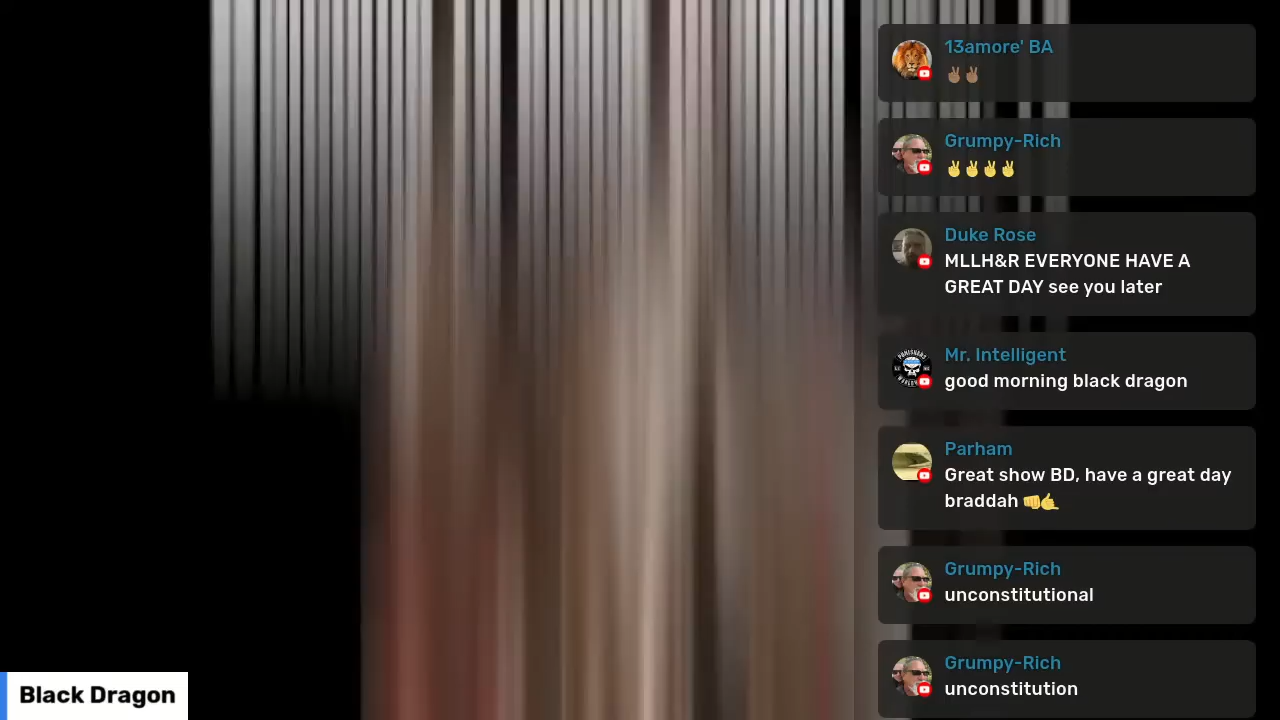 13amore' BA
✌🏽✌🏽
Grumpy-Rich
✌✌✌✌
Duke Rose
MLLH&R EVERYONE HAVE A
GREAT DAY see you later
Mr. Intelligent
good morning black dragon
Parham
Great show BD, have a great day
braddah 👊🤙
Grumpy-Rich
unconstitutional
Grumpy-Rich
unconstitution
Black Dragon